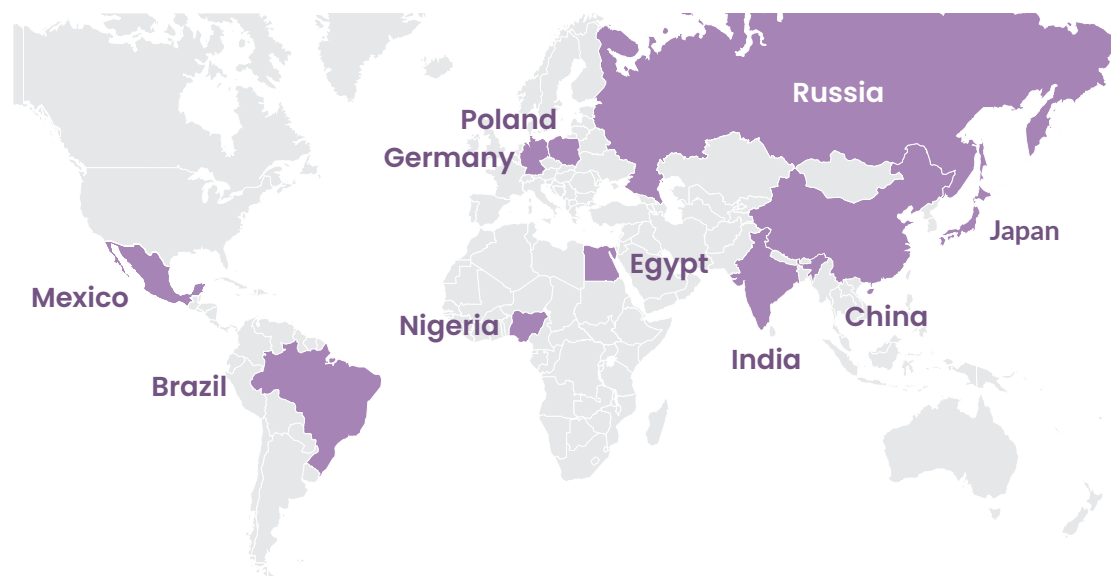 Russia
Poland
Germany
Japan
Egypt
Mexico
China
Nigeria
India
Brazil